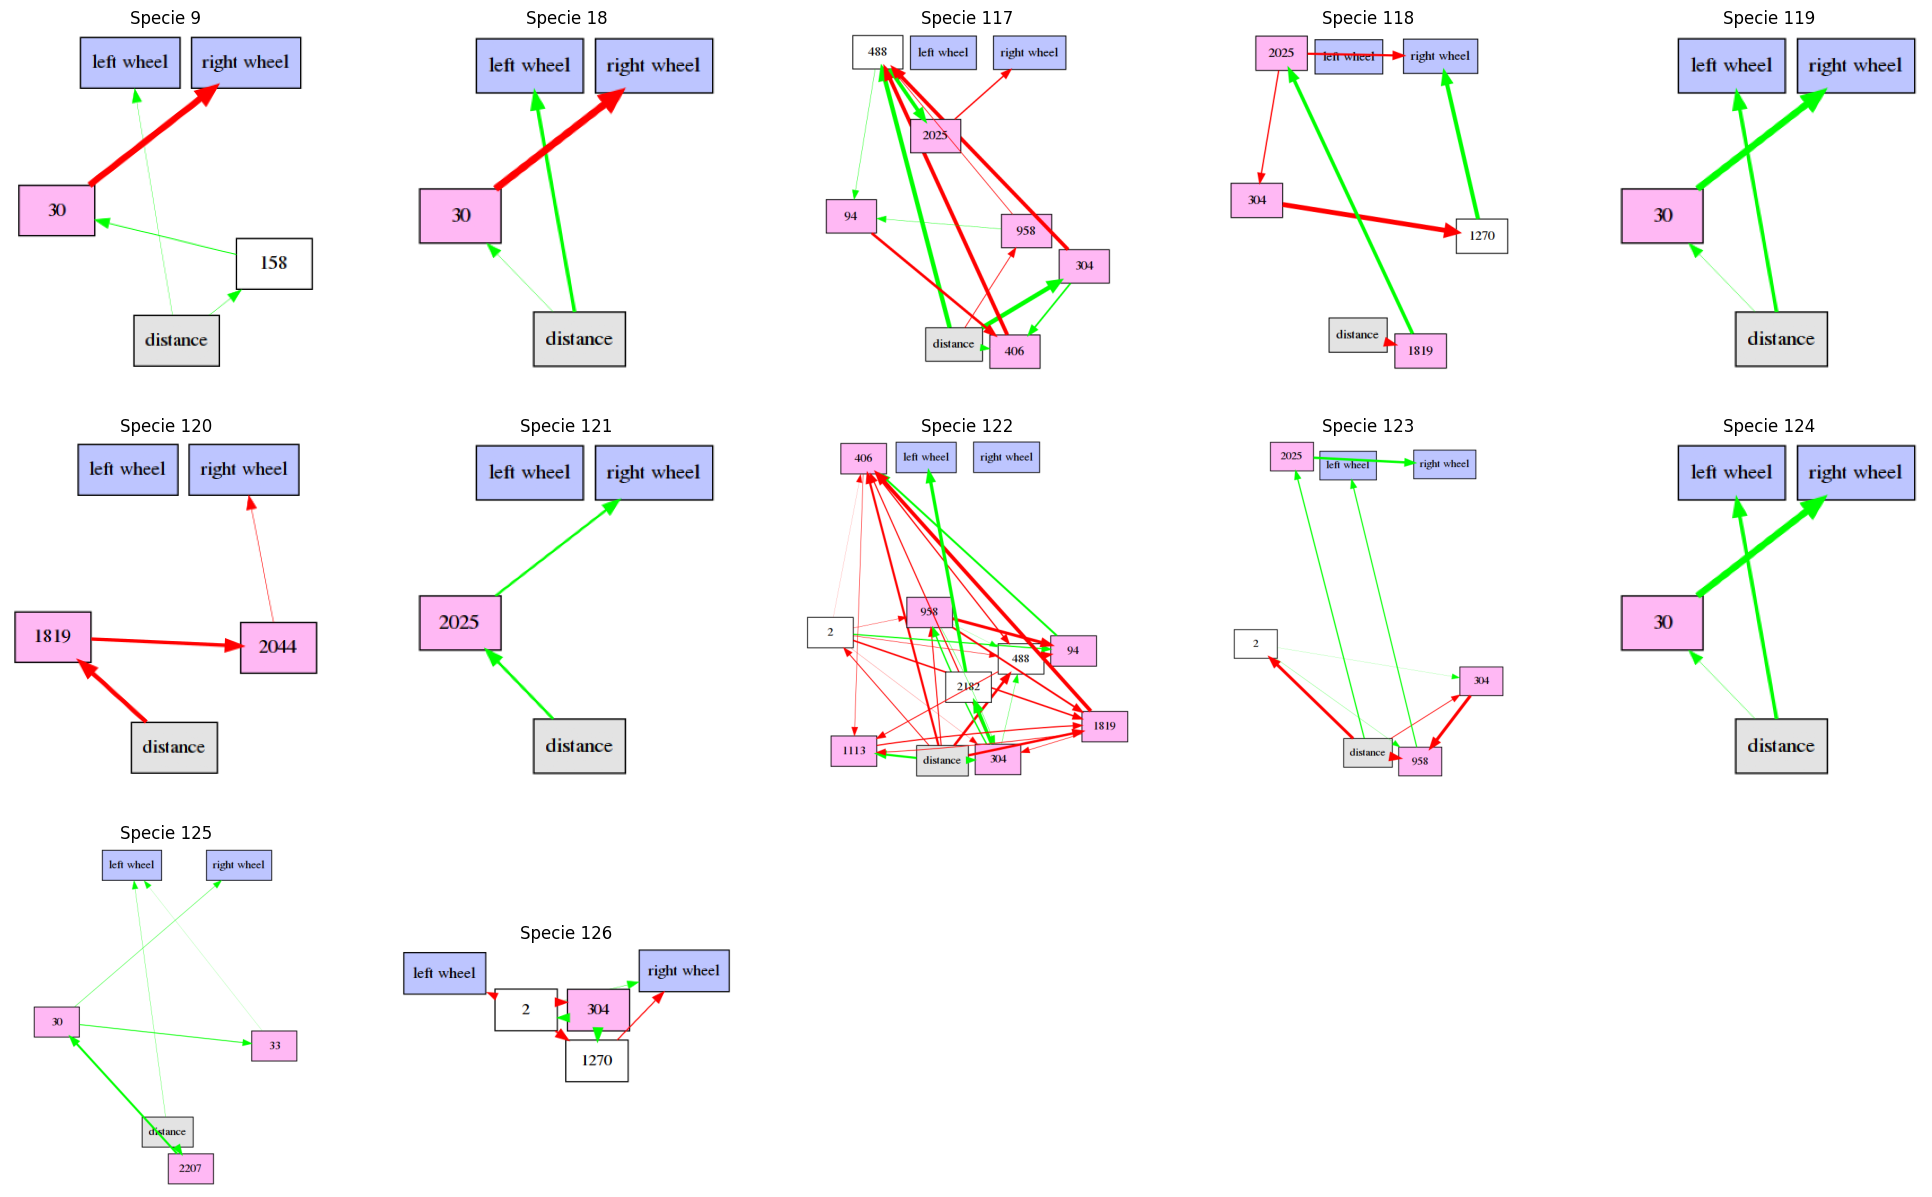 Specie 9
left wheel
right wheel
30
158
distance
Specie 18
left wheel
right wheel
30
distance
Specie 117
488
left wheel
right wheel
2025
94
958
304
distance
406
Specie 118
2025
left wheel
right wheel
304
1270
distance
1819
Specie 119
left wheel
right wheel
30
distance
Specie 120
left wheel
right wheel
1819
2044
distance
Specie 121
left wheel
right wheel
2025
distance
Specie 122
406
left wheel
right wheel
958
2
94
488
2182
1819
1113
distance
304
Specie 123
2025
left wheel
right wheel
2
304
distance
958
Specie 124
left wheel
right wheel
30
distance
Specie 125
left wheel
right wheel
30
33
distance
2207
Specie 126
left wheel
right wheel
2
304
1270